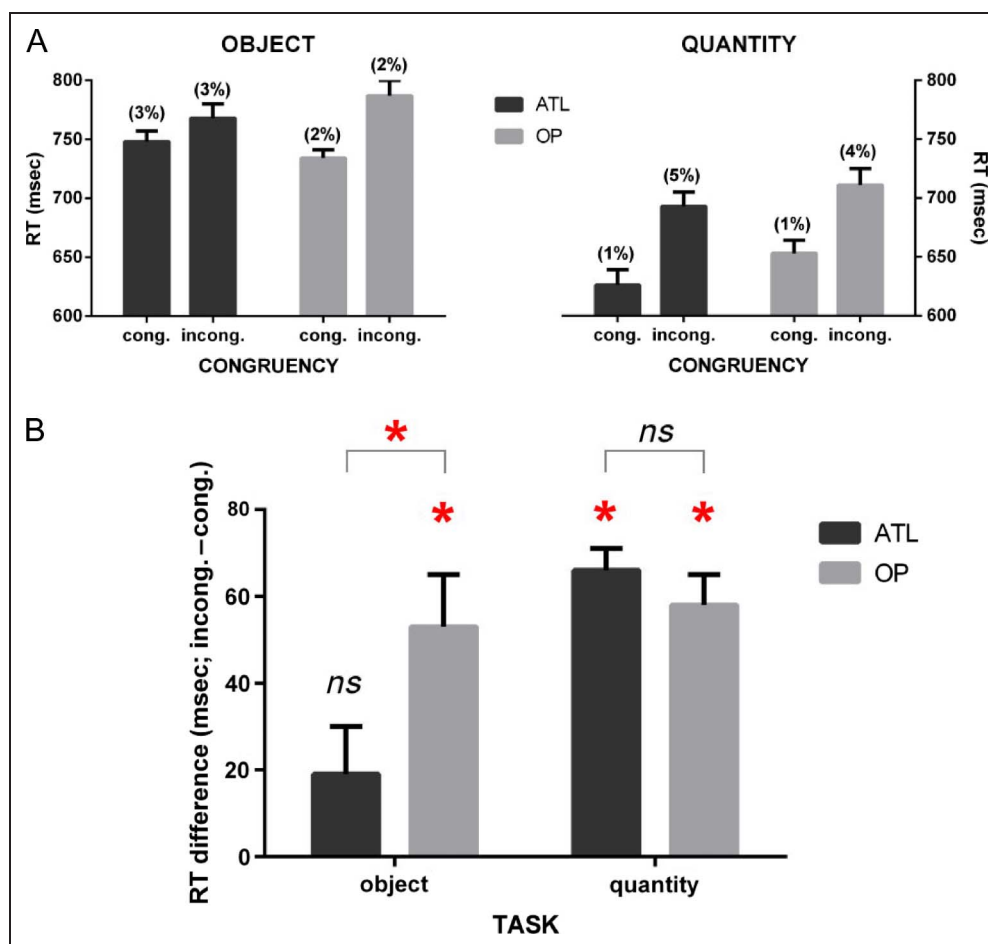 A
OBJECT
QUANTITY
RT (msec)
800
750
700
650
600
(3%)
(3%)
(2%)
(2%)
cong.
incong.
cong.
incong.
CONGRUENCY
ATL
OP
(1%)
(5%)
(1%)
(4%)
800
750
700
650
600
RT (msec)
cong.
incong.
cong.
incong.
CONGRUENCY
B
*
ns
RT difference (msec; incong. –cong.)
80
60
40
20
0
ns
*
*
*
ATL
OP
object
quantity
TASK